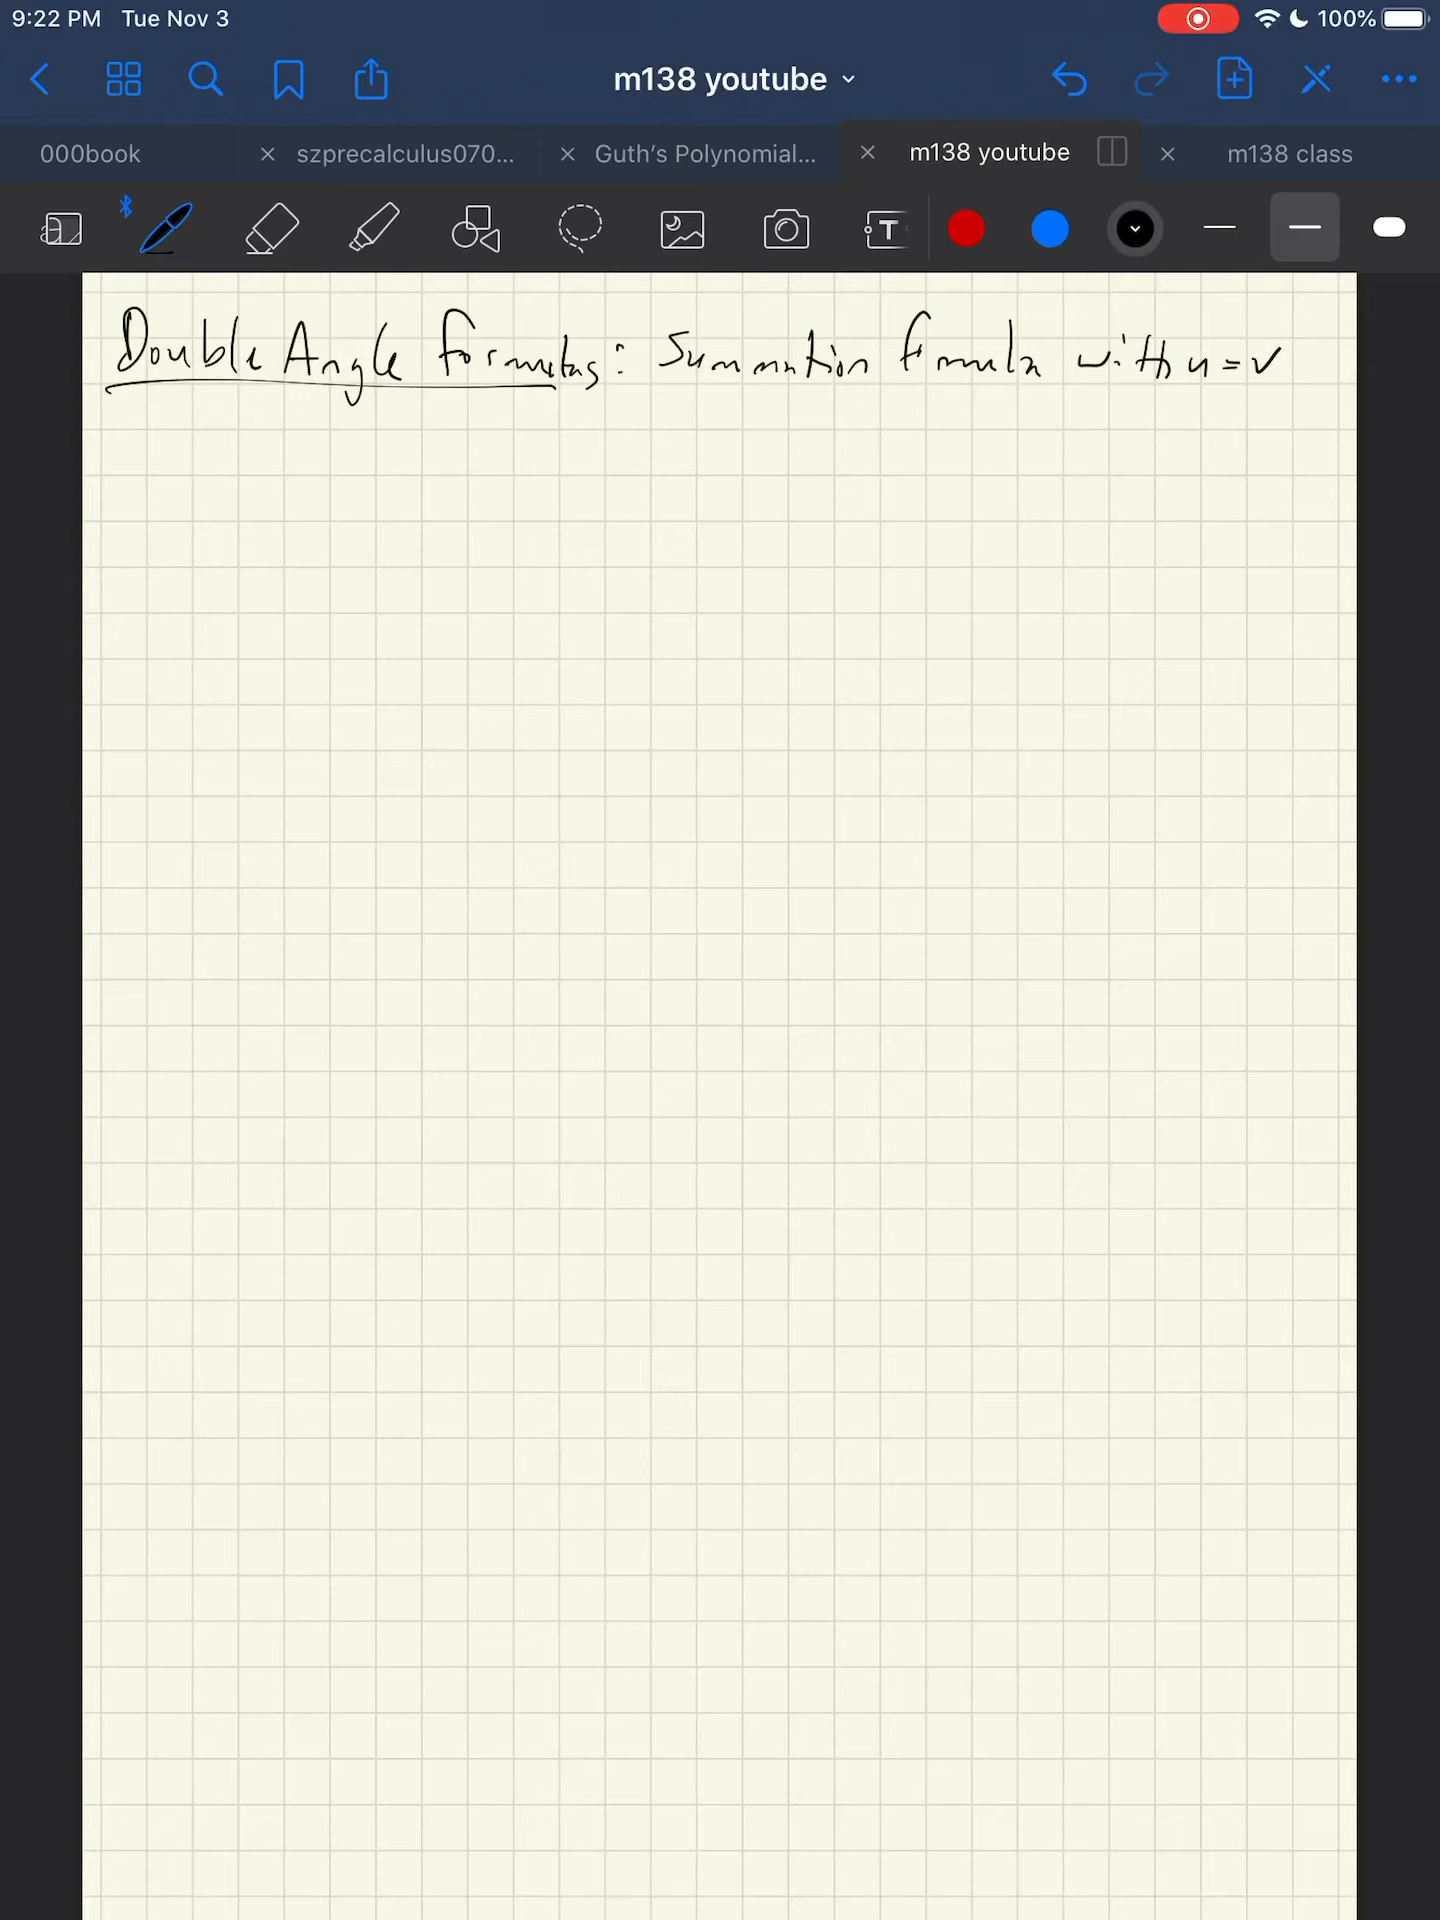 9:22 PM Tue Nov 3 100%
m138 youtube
000book szprecalculus070... Guth's Polynomial... m138 youtube m138 class
T
Double Angle Formulas: Summation formula with u = v